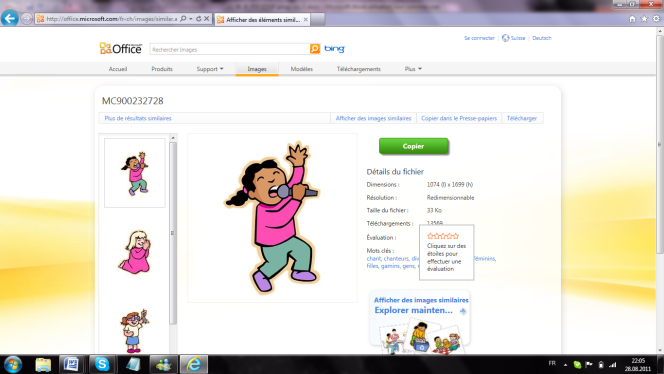 http://office.microsoft.com/fr-ch/images/similar.a
Afficher des éléments simil...
Se connecter
Suisse
Deutsch
Office
Rechercher Images
bing
Accueil
Produits
Support
Images
Modèles
Téléchargements
Plus
MC900232728
Plus de résultats similaires
Afficher des images similaires
Copier dans le Presse-papiers
Télécharger
Copier
Détails du fichier
Dimensions : 1074 (l) x 1699 (h)
Résolution : Redimensionnable
Taille du fichier : 33 Ko
Téléchargements : 13569
Évaluation :
Cliquez sur des
étoiles pour
effectuer une
évaluation
Mots clés :
chant, chanteurs,
féminins,
filles, gamins, gens,
Afficher des images similaires
Explorer mainten...
FR
22:05
28.08.2011